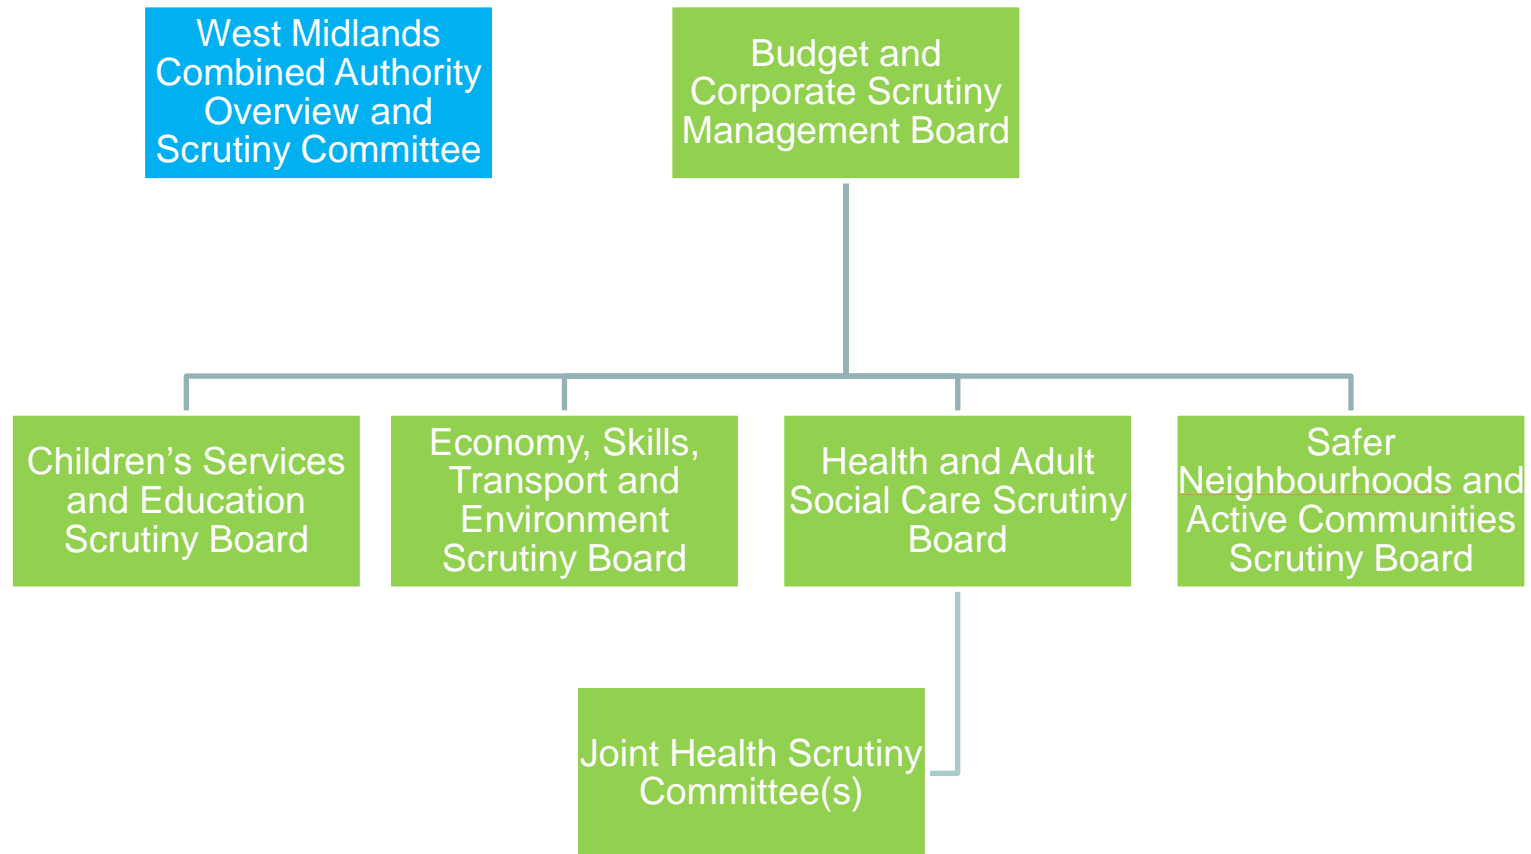 West Midlands
Combined Authority
Overview and
Scrutiny Committee
Budget and
Corporate Scrutiny
Management Board
Children’s Services
and Education
Scrutiny Board
Economy, Skills,
Transport and
Environment
Scrutiny Board
Health and Adult
Social Care Scrutiny
Board
Safer
Neighbourhoods and
Active Communities
Scrutiny Board
Joint Health Scrutiny
Committee(s)